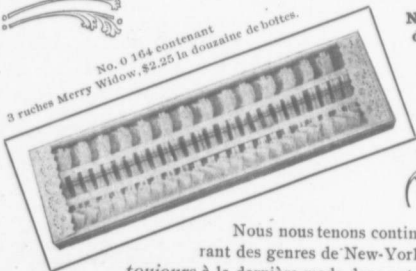 No. 0 164 contenant
3 ruches Merry Widow, $2.25 la douzaine de boîtes.
N
Nous nous tenons contin
rant des genres de New-York